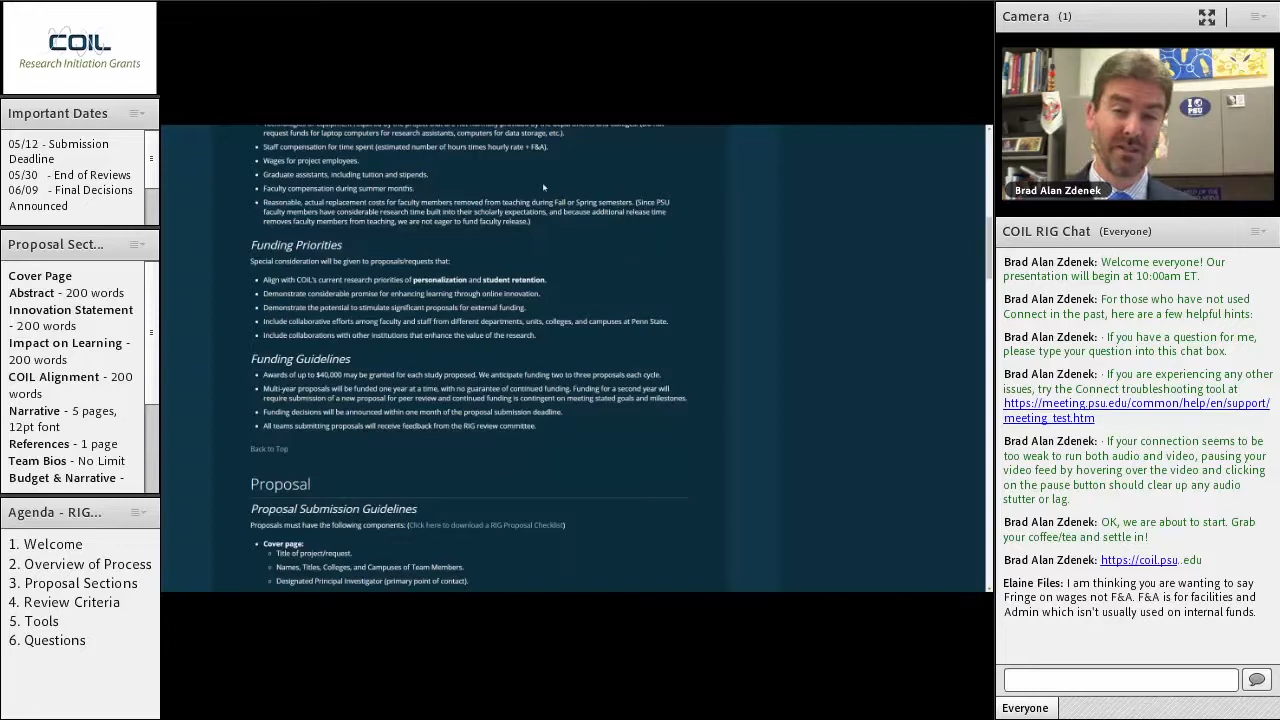 COIL
Research Initiation Grants
Important Dates
05/12 - Submission
Deadline
05/30 - End of Reviews
06/09 - Final Decisions
Announced
Proposal Sect...
Cover Page
Abstract - 200 words
Innovation Statement
- 200 words
Impact on Learning -
200 words
COIL Alignment - 200
words
Narrative - 5 pages,
12pt font
References - 1 page
Team Bios - No Limit
Budget & Narrative -
Agenda - RIG...
1. Welcome
2. Overview of Process
3. Proposal Sections
4. Review Criteria
5. Tools
6. Questions
request funds for laptop computers for research assistants, computers for data storage, etc.).
• Staff compensation for time spent (estimated number of hours times hourly rate + F&A).
• Wages for project employees.
• Graduate assistants, including tuition and stipends.
• Faculty compensation during summer months.
• Reasonable, actual replacement costs for faculty members removed from teaching during Fall or Spring semesters. (Since PSU
faculty members have considerable research time built into their scholarly expectations, and because additional release time
removes faculty members from teaching, we are not eager to fund faculty release.)
Funding Priorities
Special consideration will be given to proposals/requests that:
• Align with COIL's current research priorities of personalization and student retention.
• Demonstrate considerable promise for enhancing learning through online innovation.
• Demonstrate the potential to stimulate significant proposals for external funding.
• Include collaborative efforts among faculty and staff from different departments, units, colleges, and campuses at Penn State.
• Include collaborations with other institutions that enhance the value of the research.
Funding Guidelines
• Awards of up to $40,000 may be granted for each study proposed. We anticipate funding two to three proposals each cycle.
• Multi-year proposals will be funded one year at a time, with no guarantee of continued funding. Funding for a second year will
require submission of a new proposal for peer review and continued funding is contingent on meeting stated goals and milestones.
• Funding decisions will be announced within one month of the proposal submission deadline.
• All teams submitting proposals will receive feedback from the RIG review committee.
Back to Top
Proposal
Proposal Submission Guidelines
Proposals must have the following components: (Click here to download a RIG Proposal Checklist)
• Cover page:
○ Title of project/request.
○ Names, Titles, Colleges, and Campuses of Team Members.
○ Designated Principal Investigator (primary point of contact).
Camera (1)
I PSU
Brad Alan Zdenek
COIL RIG Chat (Everyone)
Brad Alan Zdenek: Welcome everyone! Our
presentation will begin at 10:00am ET.
Brad Alan Zdenek: For those who have not used
Connect in the past, here are a few helpful hints:
Brad Alan Zdenek: · If you have a question for me,
please type your question into this chat box.
Brad Alan Zdenek: · If you are experiencing any other
issues, try the Connect troubleshooting tool at
https://meeting.psu.edu/common/help/en/support/
meeting_test.htm
Brad Alan Zdenek: · If your connection seems to be
too weak to run both audio and video, pausing your
video feed by hovering over the video and clicking
on the pause button should clear up any audio
stutter or lag.
Brad Alan Zdenek: OK, we are about to start. Grab
your coffee/tea and settle in!
Brad Alan Zdenek: https://coil.psu..edu
Elaine Files: I am thinking you are wanting to say
Fringe on wages not F&A. F&A is for facilities and
Admin which isn't usually used on internal funds.
Everyone